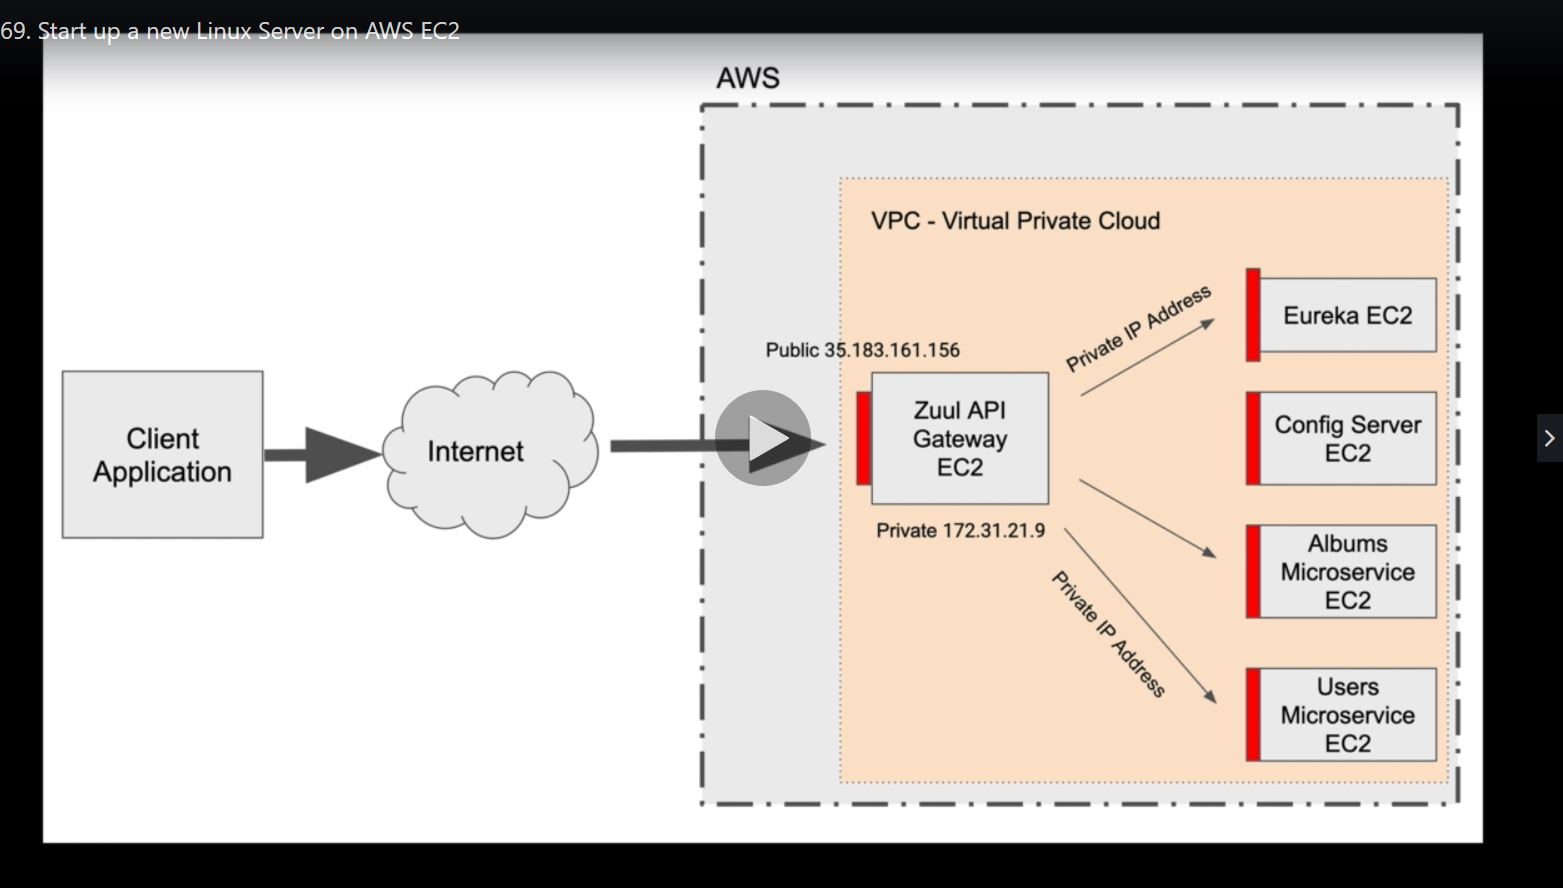 69. Start up a new Linux Server on AWS EC2
AWS
VPC - Virtual Private Cloud
Client
Application
Internet
Public 35.183.161.156
Zuul API
Gateway
EC2
Private 172.31.21.9
Private IP Address
Private IP Address
Eureka EC2
Config Server
EC2
Albums
Microservice
EC2
Users
Microservice
EC2